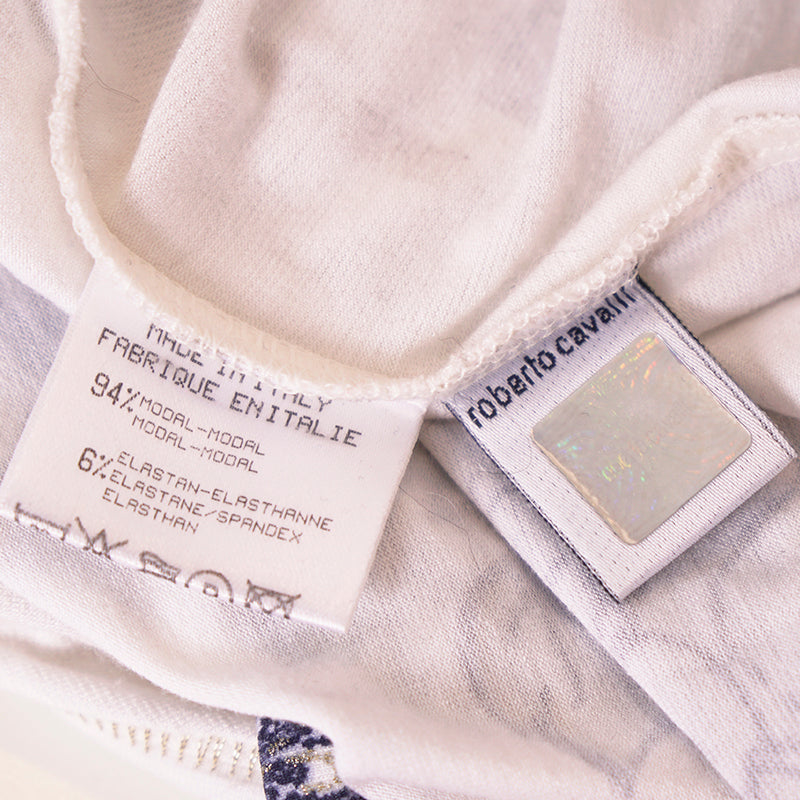 MADE IN ITALY
FABRIQUE EN ITALIE
94% MODAL-MODAL
MODAL-MODAL
6% ELASTAN-ELASTHANNE
ELASTANE/SPANDEX
ELASTHAN
roberto cavalli